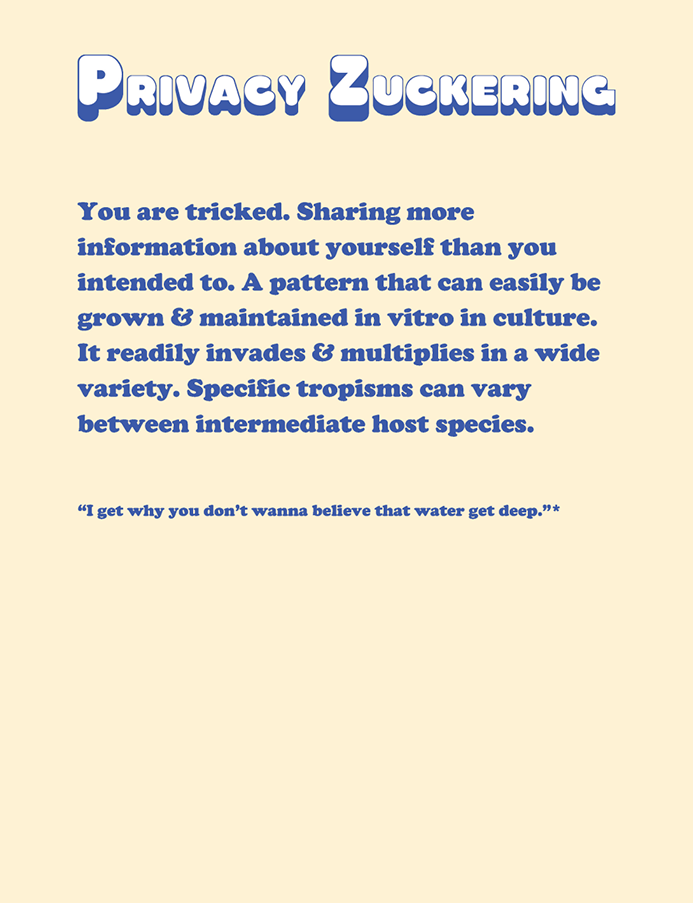 Privacy Zuckering
You are tricked. Sharing more
information about yourself than you
intended to. A pattern that can easily be
grown & maintained in vitro in culture.
It readily invades & multiplies in a wide
variety. Specific tropisms can vary
between intermediate host species.
“I get why you don’t wanna believe that water get deep.”*